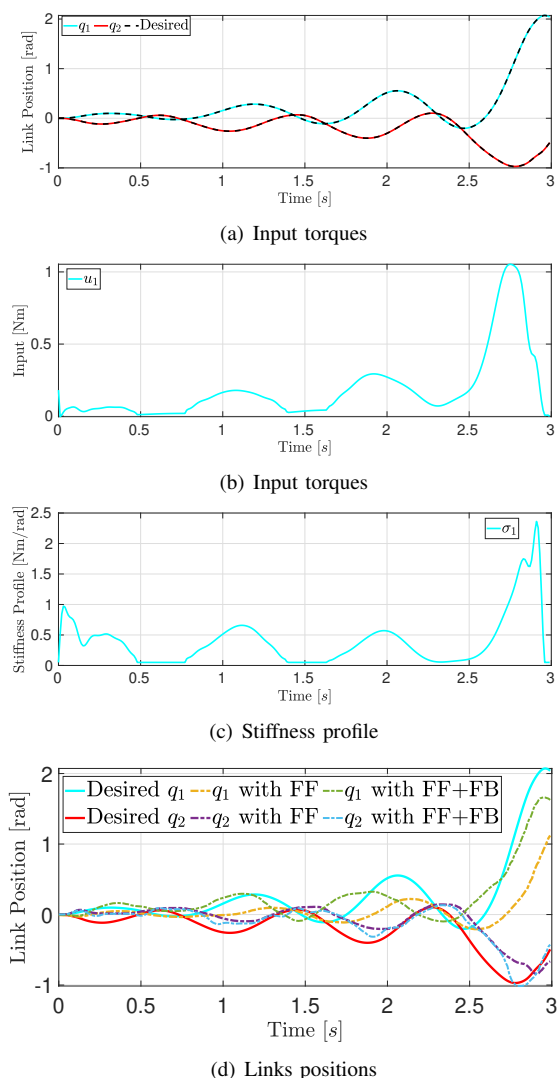 q1 q2 Desired
Link Position [rad]
2
1
0
-1
0 0.5 1 1.5 2 2.5 3
Time [s]
(a) Input torques
u1
Input [Nm]
1
0.5
0
0 0.5 1 1.5 2 2.5 3
Time [s]
(b) Input torques
σ1
Stiffness Profile [Nm/rad]
2.5
2
1.5
1
0.5
0
0 0.5 1 1.5 2 2.5 3
Time [s]
(c) Stiffness profile
Desired q1 q1 with FF q1 with FF+FB
Desired q2 q2 with FF q2 with FF+FB
Link Position [rad]
2
1
0
-1
0 0.5 1 1.5 2 2.5 3
Time [s]
(d) Links positions